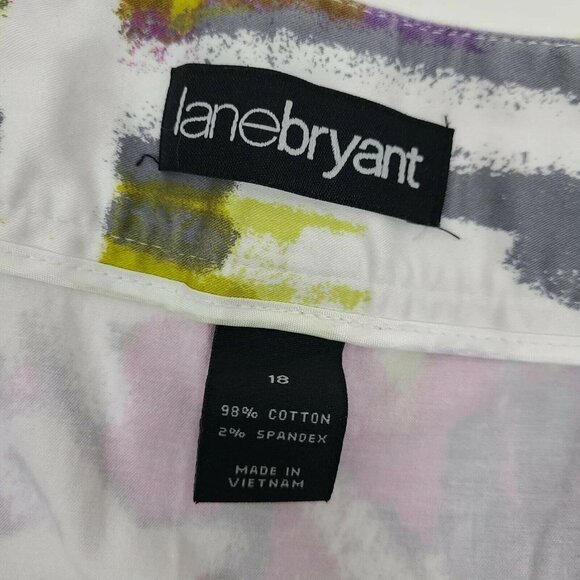 lanebryant
18
98% COTTON
2% SPANDEX
MADE IN
VIETNAM